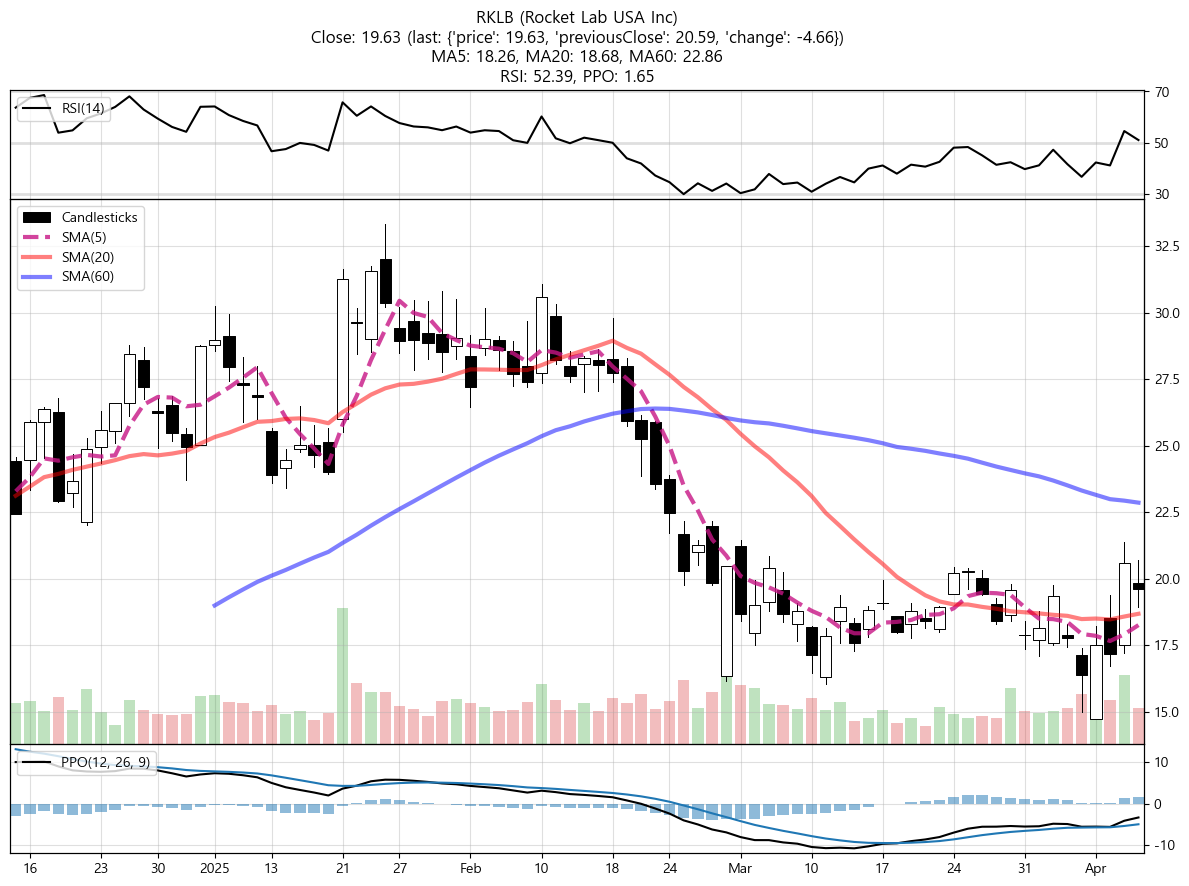 RKLB (Rocket Lab USA Inc)
Close: 19.63 (last: {'price': 19.63, 'previousClose': 20.59, 'change': -4.66})
MA5: 18.26, MA20: 18.68, MA60: 22.86
RSI: 52.39, PPO: 1.65
RSI(14)
70
50
30
Candlesticks
SMA(5)
SMA(20)
SMA(60)
32.5
30.0
27.5
25.0
22.5
20.0
17.5
15.0
PPO(12, 26, 9)
10
0
-10
16 23 30 2025 13 21 27 Feb 10 18 24 Mar 10 17 24 31 Apr